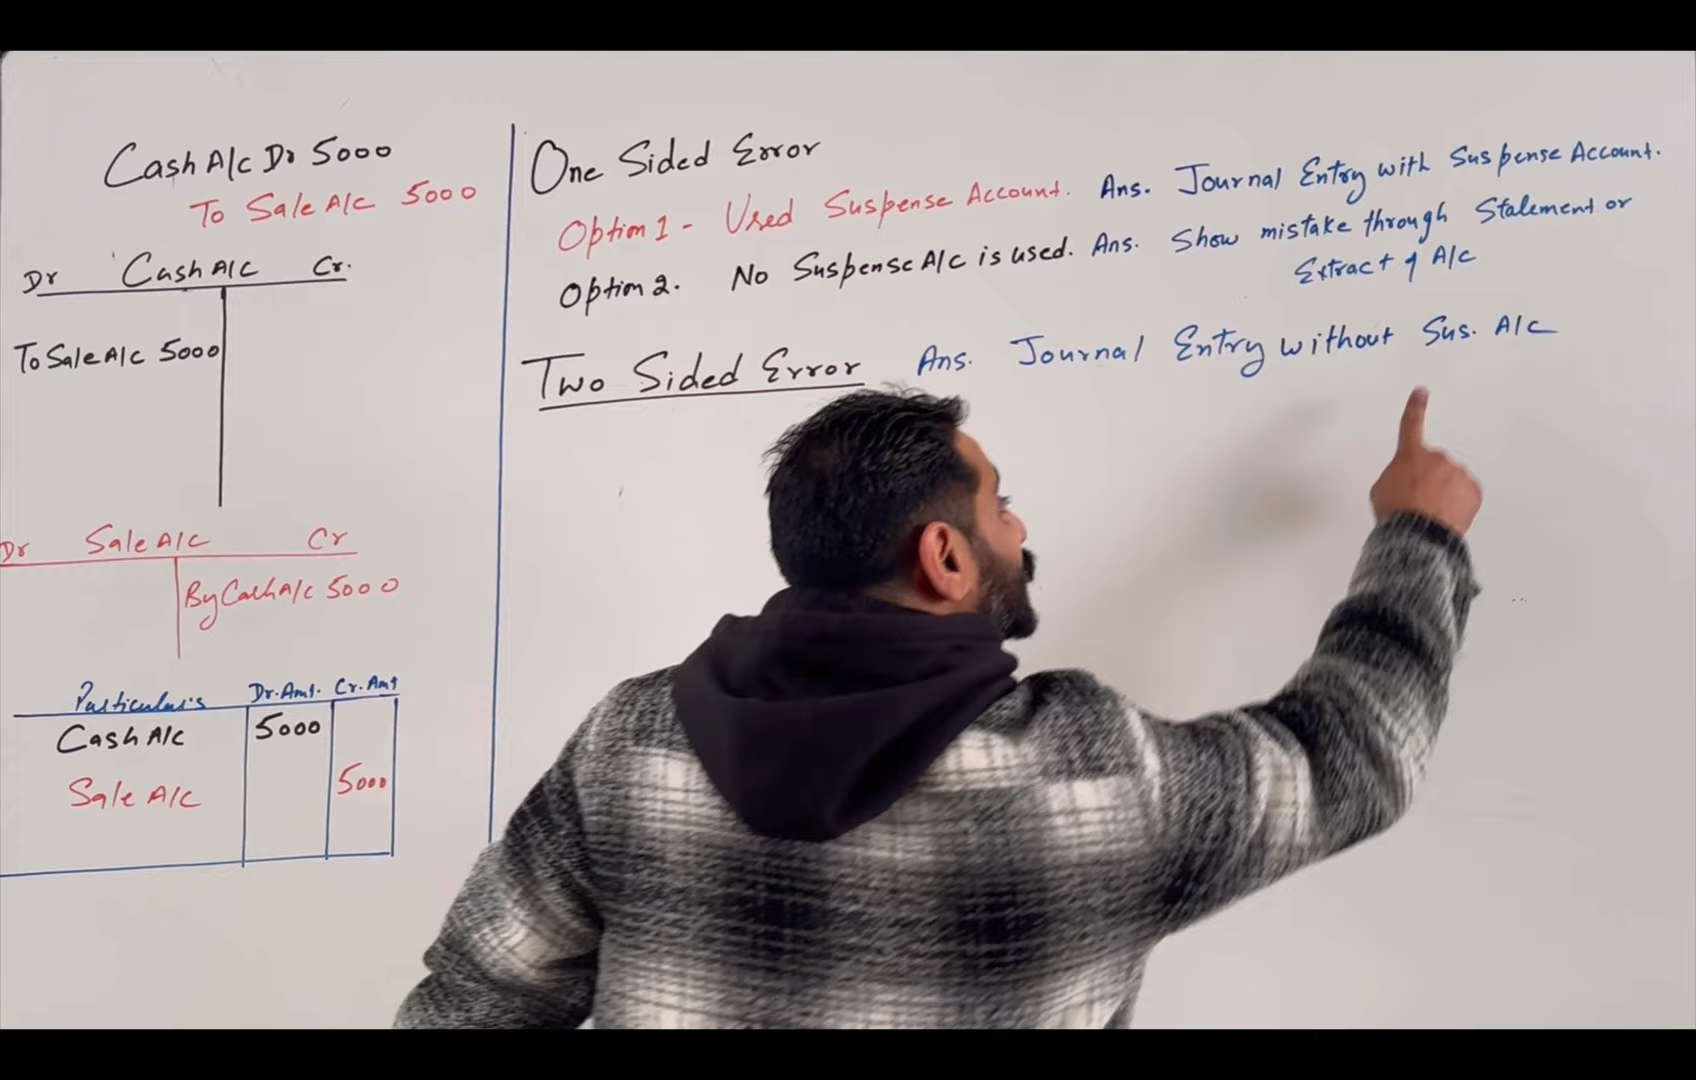 Cash A/c Dr 5000
To Sale A/c 5000
Dr Cash A/c Cr.
To Sale A/c 5000
Dr Sale A/c Cr
By Cash A/c 5000
Particulars Dr. Amt. Cr. Amt
Cash A/c 5000
Sale A/c 5000
One Sided Error
Option 1 - Used Suspense Account. Ans. Journal Entry with Suspense Account.
Option 2. No Suspense A/c is used. Ans. Show mistake through Statement or
Extract of A/c
Two Sided Error Ans. Journal Entry without Sus. A/c